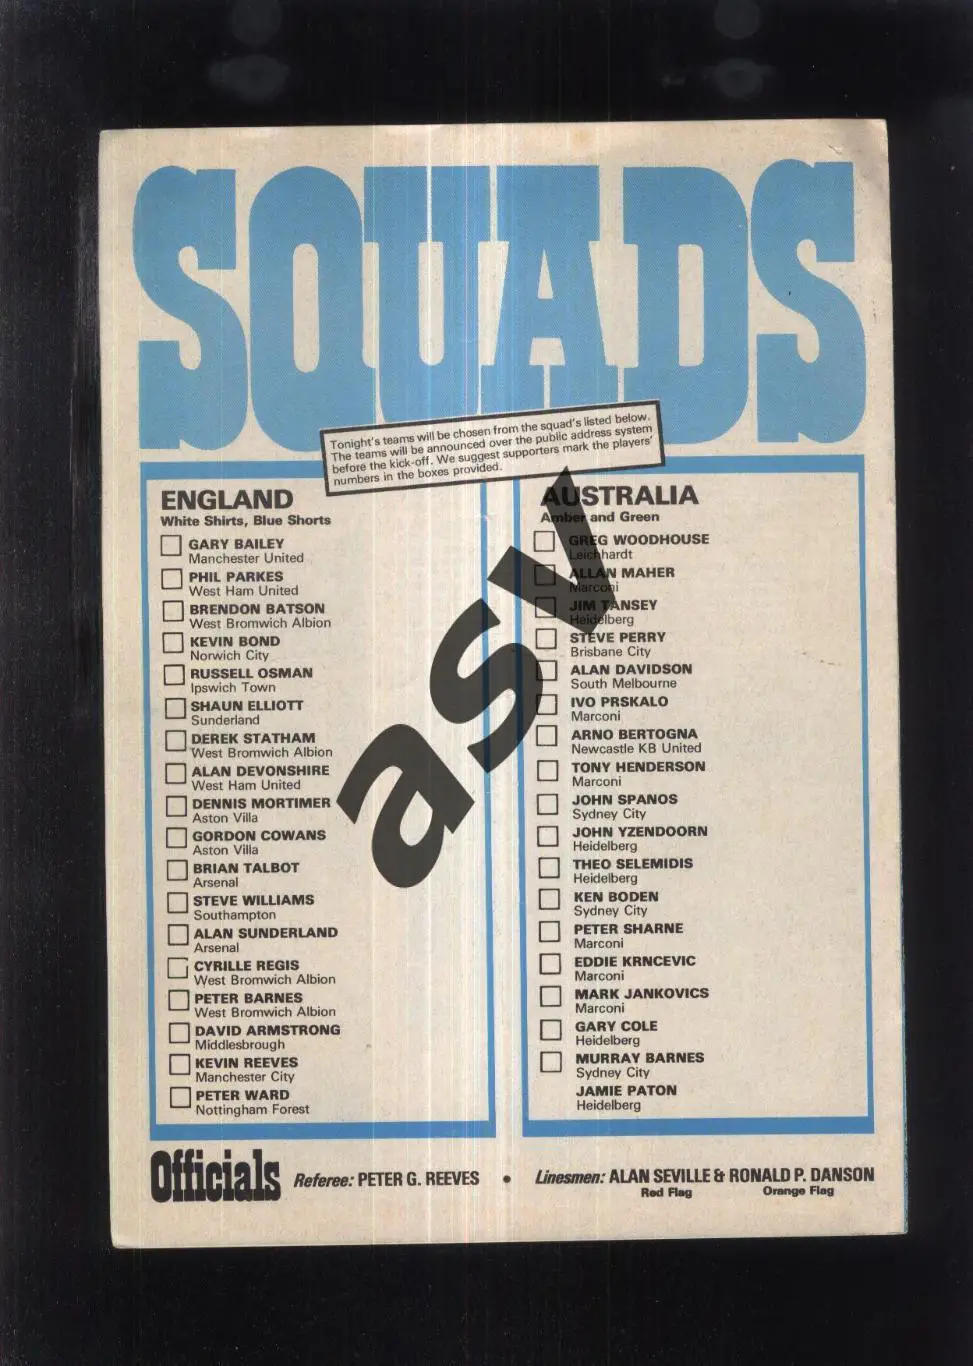 SQUADS
Tonight's teams will be chosen from the squad's listed below.
The teams will be announced over the public address system
before the kick-off. We suggest supporters mark the players'
numbers in the boxes provided.
ENGLAND
White Shirts, Blue Shorts
GARY BAILEY
Manchester United
PHIL PARKES
West Ham United
BRENDON BATSON
West Bromwich Albion
KEVIN BOND
Norwich City
RUSSELL OSMAN
Ipswich Town
SHAUN ELLIOTT
Sunderland
DEREK STATHAM
West Bromwich Albion
ALAN DEVONSHIRE
West Ham United
DENNIS MORTIMER
Aston Villa
GORDON COWANS
Aston Villa
BRIAN TALBOT
Arsenal
STEVE WILLIAMS
Southampton
ALAN SUNDERLAND
Arsenal
CYRILLE REGIS
West Bromwich Albion
PETER BARNES
West Bromwich Albion
DAVID ARMSTRONG
Middlesbrough
KEVIN REEVES
Manchester City
PETER WARD
Nottingham Forest
AUSTRALIA
Amber and Green
GREG WOODHOUSE
Leichhardt
ALLAN MAHER
Marconi
JIM TANSEY
Heidelberg
STEVE PERRY
Brisbane City
ALAN DAVIDSON
South Melbourne
IVO PRSKALO
Marconi
ARNO BERTOGNA
Newcastle KB United
TONY HENDERSON
Marconi
JOHN SPANOS
Sydney City
JOHN YZENDOORN
Heidelberg
THEO SELEMIDIS
Heidelberg
KEN BODEN
Sydney City
PETER SHARNE
Marconi
EDDIE KRNCEVIC
Marconi
MARK JANKOVICS
Marconi
GARY COLE
Heidelberg
MURRAY BARNES
Sydney City
JAMIE PATON
Heidelberg
asv
Officials Referee: PETER G. REEVES • Linesmen: ALAN SEVILLE & RONALD P. DANSON
Red Flag Orange Flag